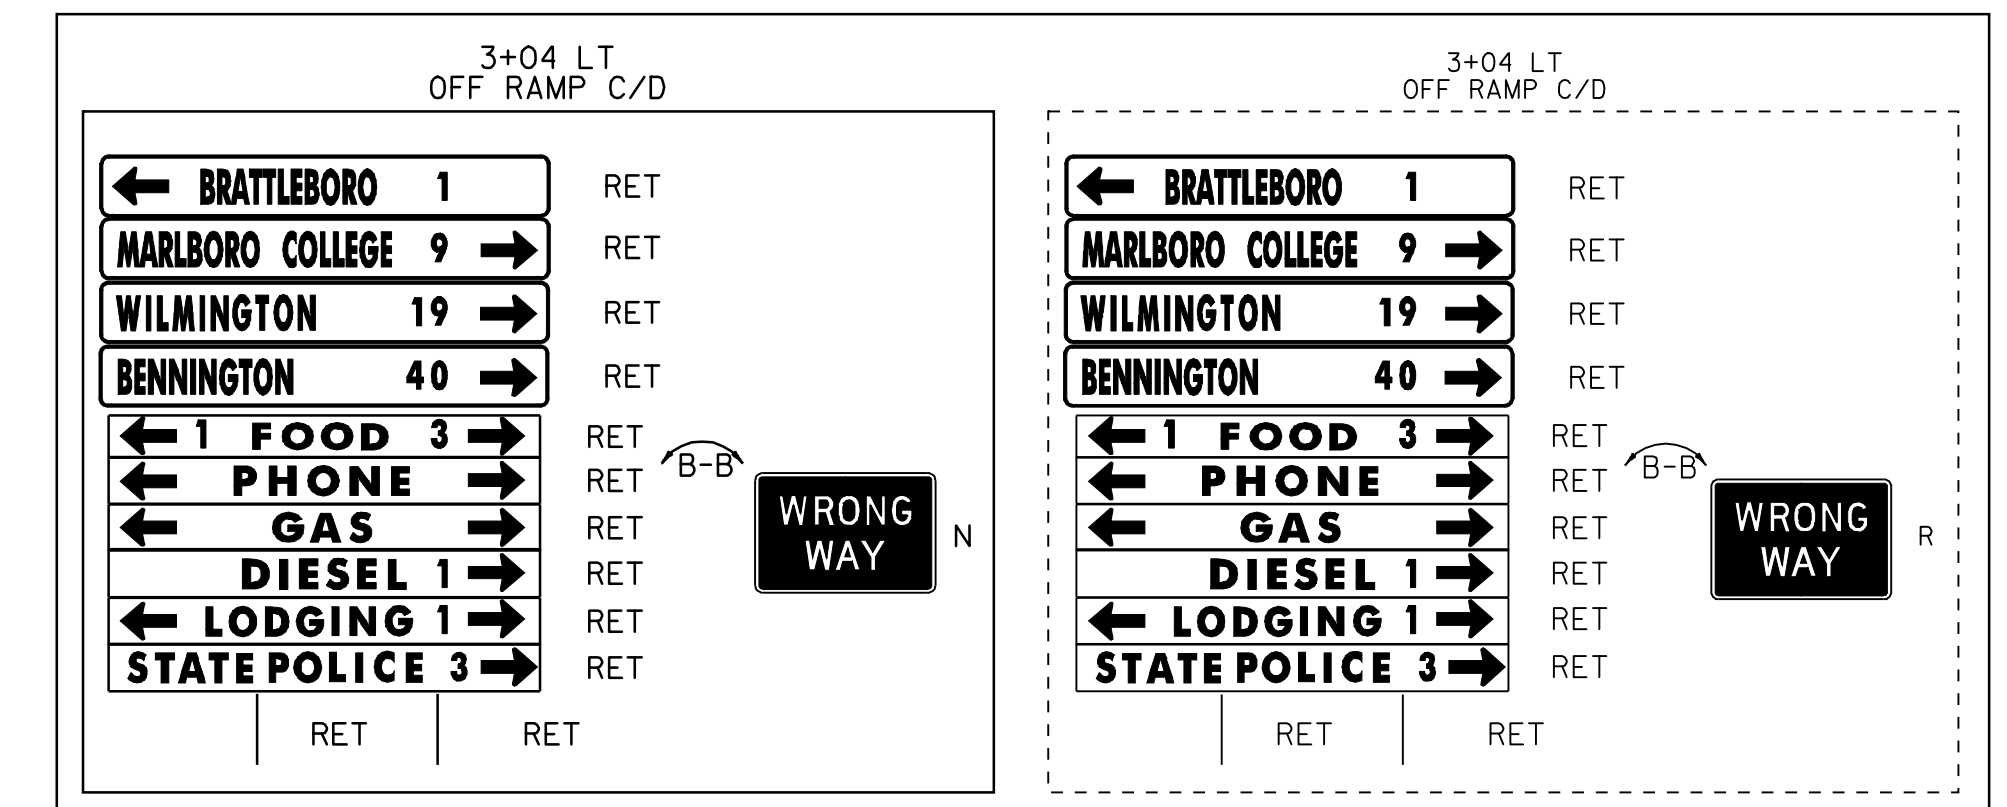 3+04 LT
OFF RAMP C/D
BRATTLEBORO 1 RET
MARLBORO COLLEGE 9 RET
WILMINGTON 19 RET
BENNINGTON 40 RET
1 FOOD 3 RET
PHONE RET
B-B
GAS RET
DIESEL 1 RET
LODGING 1 RET
STATE POLICE 3 RET
WRONG
WAY
N
RET RET
3+04 LT
OFF RAMP C/D
BRATTLEBORO 1 RET
MARLBORO COLLEGE 9 RET
WILMINGTON 19 RET
BENNINGTON 40 RET
1 FOOD 3 RET
PHONE RET
B-B
GAS RET
DIESEL 1 RET
LODGING 1 RET
STATE POLICE 3 RET
WRONG
WAY
R
RET RET